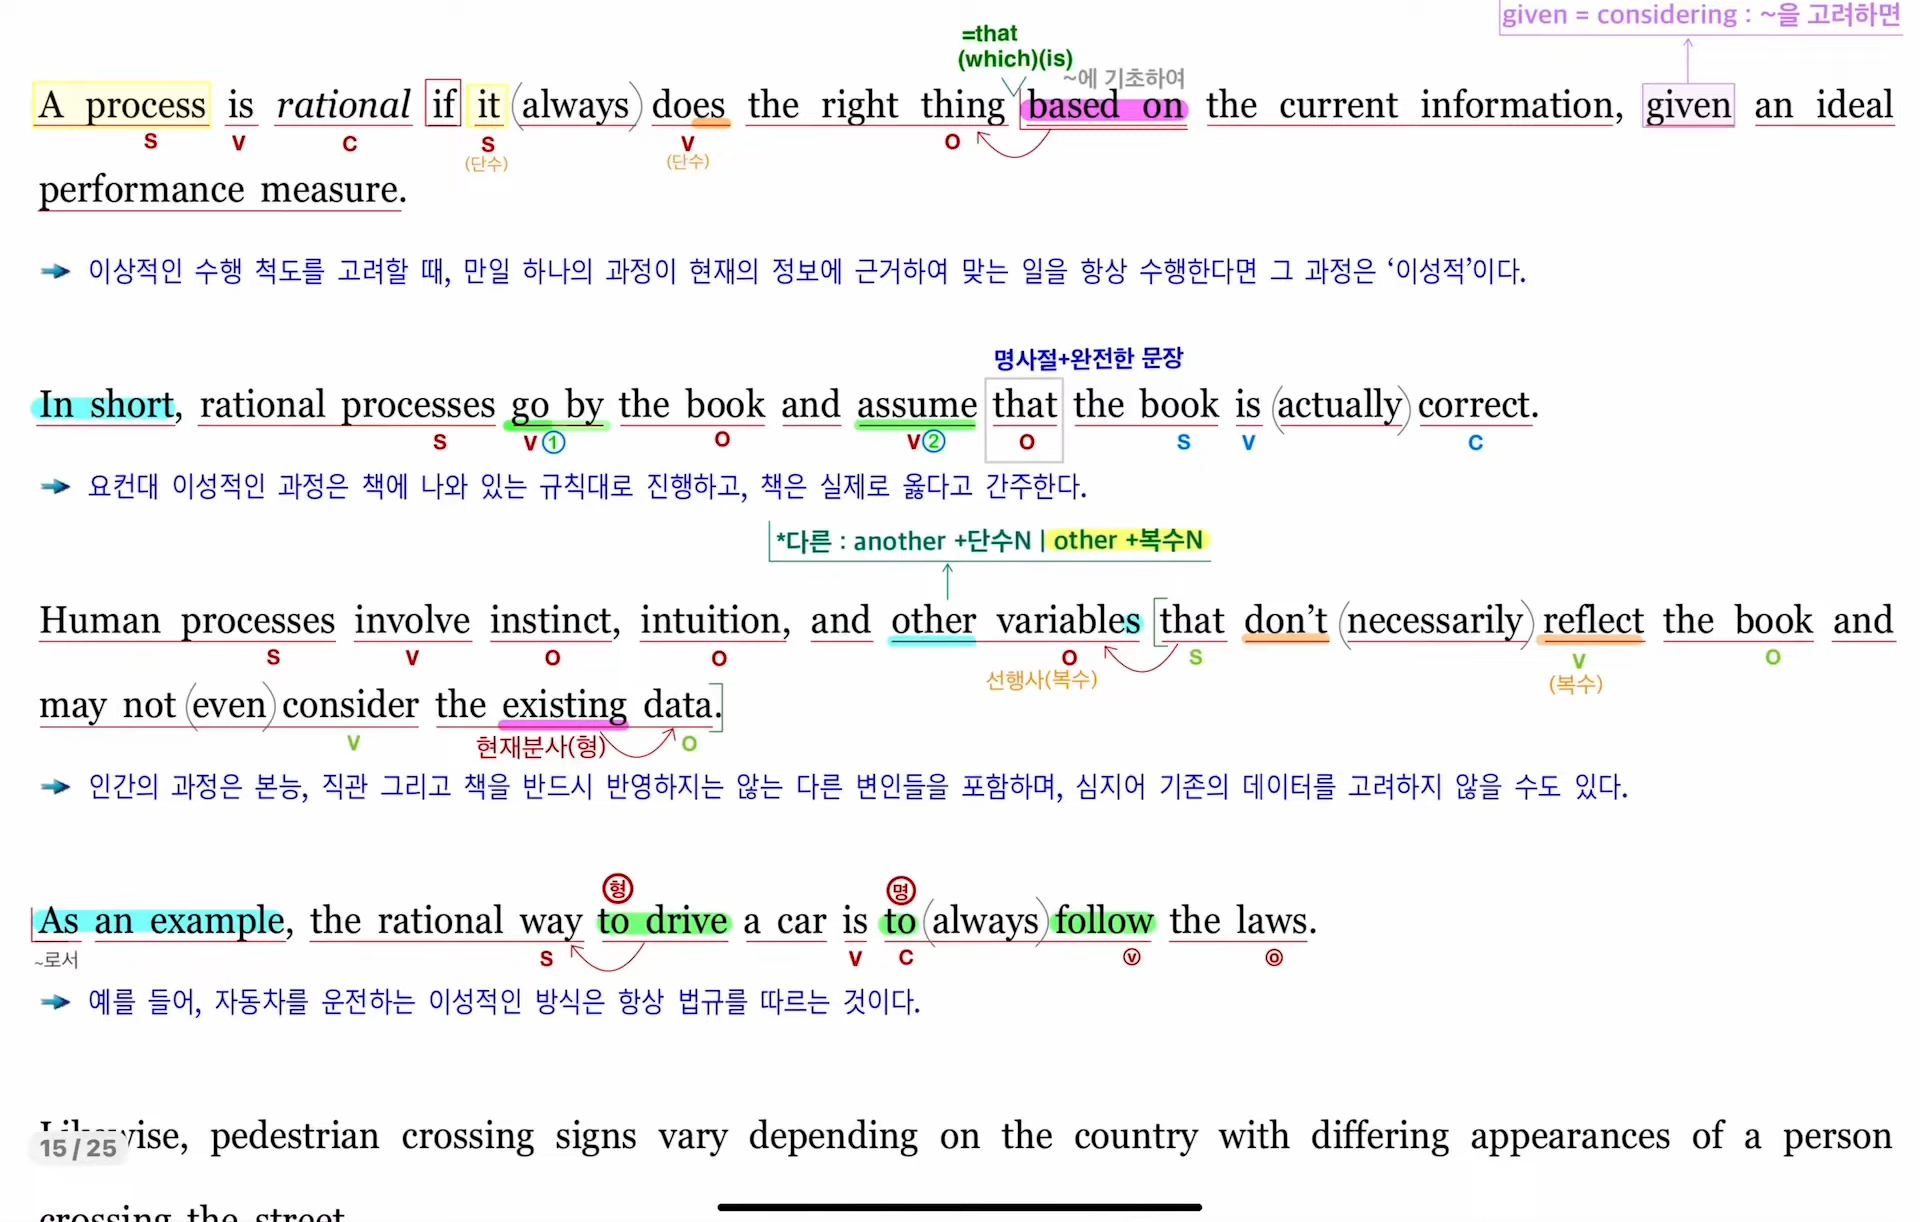 given = considering : ~을 고려하면
=that
(which)(is)
~에 기초하여
A process is rational if it (always) does the right thing based on the current information, given an ideal
S V C S V O
(단수) (단수)
performance measure.
➔ 이상적인 수행 척도를 고려할 때, 만일 하나의 과정이 현재의 정보에 근거하여 맞는 일을 항상 수행한다면 그 과정은 ‘이성적’이다.
명사절+완전한 문장
In short, rational processes go by the book and assume that the book is (actually) correct.
S V① O V② O S V C
➔ 요컨대 이성적인 과정은 책에 나와 있는 규칙대로 진행하고, 책은 실제로 옳다고 간주한다.
*다른 : another +단수N | other +복수N
Human processes involve instinct, intuition, and other variables [that don’t (necessarily) reflect the book and
S V O O O S V O
선행사(복수) (복수)
may not (even) consider the existing data.]
V 현재분사(형) O
➔ 인간의 과정은 본능, 직관 그리고 책을 반드시 반영하지는 않는 다른 변인들을 포함하며, 심지어 기존의 데이터를 고려하지 않을 수도 있다.
형 명
As an example, the rational way to drive a car is to (always) follow the laws.
~로서 S V C ⓥ ⓞ
➔ 예를 들어, 자동차를 운전하는 이성적인 방식은 항상 법규를 따르는 것이다.
Likewise, pedestrian crossing signs vary depending on the country with differing appearances of a person
15 / 25
crossing the street